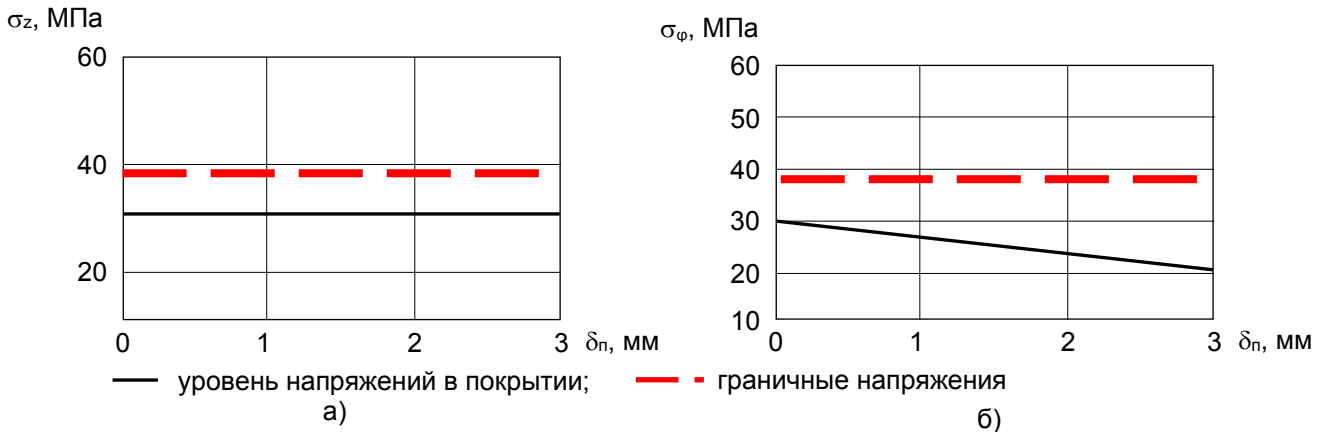 σz, МПа
60
40
20
0 1 2 3 δп, мм
σφ, МПа
60
50
40
30
20
10
0 1 2 3 δп, мм
уровень напряжений в покрытии; граничные напряжения
а)
б)